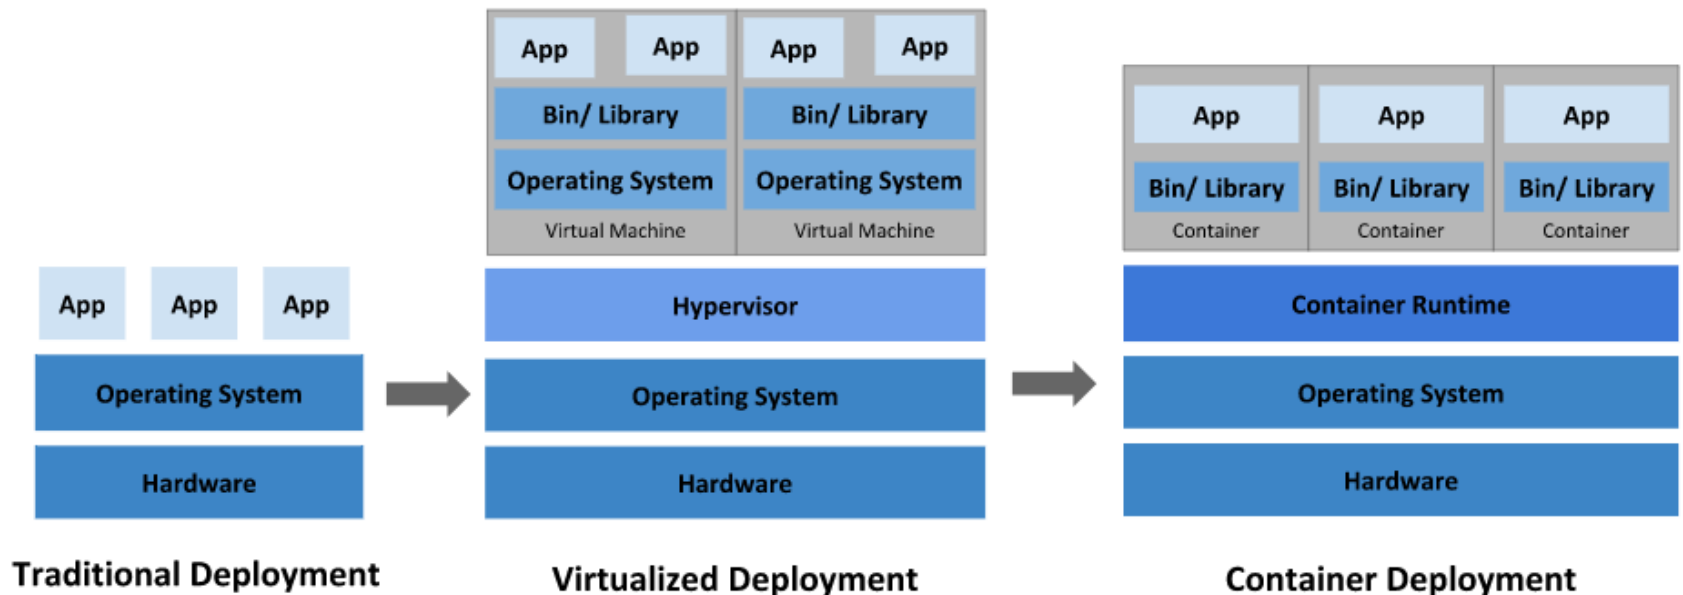 App App App
Operating System
Hardware
Traditional Deployment
App App App App
Bin/ Library Bin/ Library
Operating System Operating System
Virtual Machine Virtual Machine
Hypervisor
Operating System
Hardware
Virtualized Deployment
App App App
Bin/ Library Bin/ Library Bin/ Library
Container Container Container
Container Runtime
Operating System
Hardware
Container Deployment